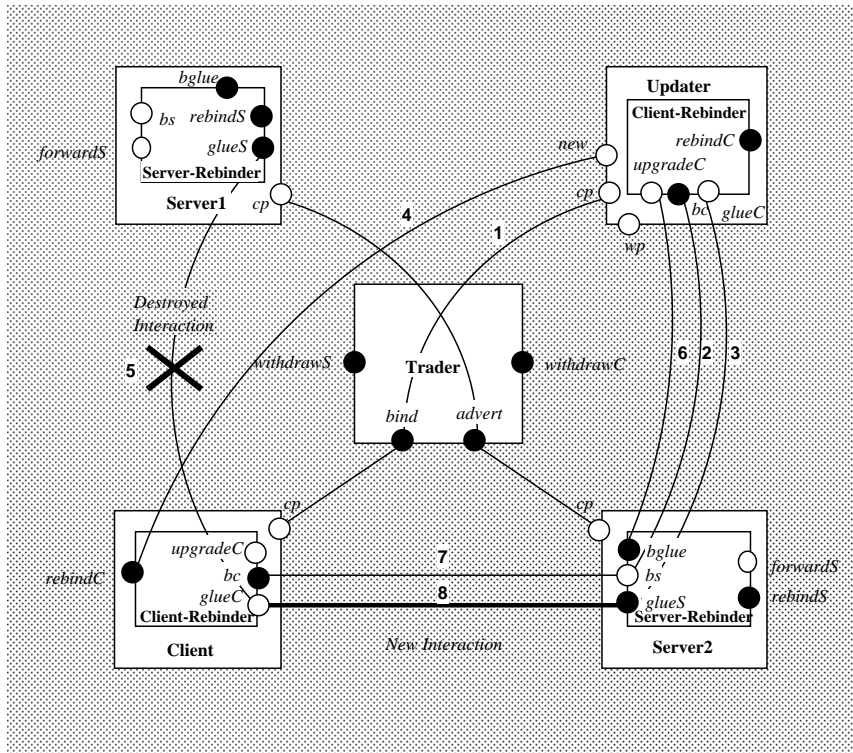 bglue
bs
rebindS
glueS
forwardS
Server-Rebinder
Server1
cp
Updater
Client-Rebinder
rebindC
upgradeC
new
cp
bc
glueC
wp
4
1
Destroyed
Interaction
5
withdrawS
Trader
withdrawC
bind
advert
6
2
3
cp
upgradeC
rebindC
bc
glueC
Client-Rebinder
Client
7
8
New Interaction
cp
bglue
bs
forwardS
glueS
rebindS
Server-Rebinder
Server2